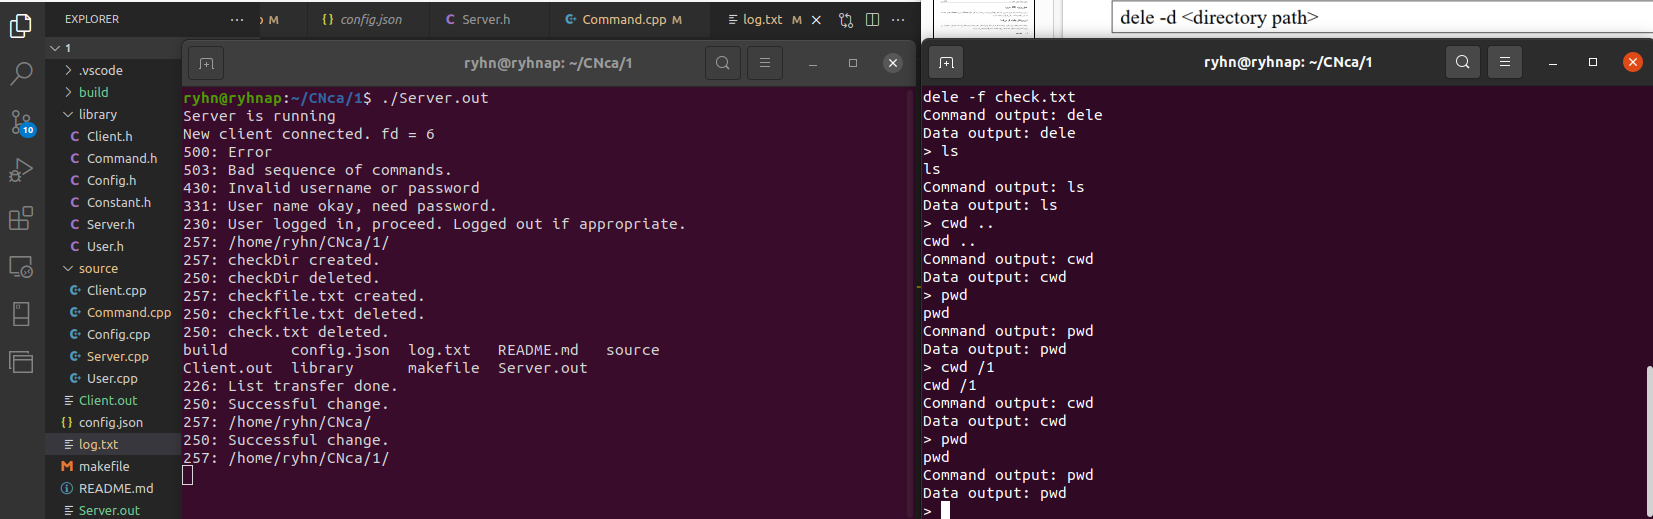 EXPLORER
...
p M
config.json
Server.h
Command.cpp M
log.txt M
dele -d <directory path>
1
.vscode
build
library
Client.h
Command.h
Config.h
Constant.h
Server.h
User.h
source
Client.cpp
Command.cpp
Config.cpp
Server.cpp
User.cpp
Client.out
config.json
log.txt
makefile
README.md
Server.out
10
ryhn@ryhnap: ~/CNca/1
ryhn@ryhnap:~/CNca/1$ ./Server.out
Server is running
New client connected. fd = 6
500: Error
503: Bad sequence of commands.
430: Invalid username or password
331: User name okay, need password.
230: User logged in, proceed. Logged out if appropriate.
257: /home/ryhn/CNca/1/
257: checkDir created.
250: checkDir deleted.
257: checkfile.txt created.
250: checkfile.txt deleted.
250: check.txt deleted.
build config.json log.txt README.md source
Client.out library makefile Server.out
226: List transfer done.
250: Successful change.
257: /home/ryhn/CNca/
250: Successful change.
257: /home/ryhn/CNca/1/
ryhn@ryhnap: ~/CNca/1
dele -f check.txt
Command output: dele
Data output: dele
> ls
ls
Command output: ls
Data output: ls
> cwd ..
cwd ..
Command output: cwd
Data output: cwd
> pwd
pwd
Command output: pwd
Data output: pwd
> cwd /1
cwd /1
Command output: cwd
Data output: cwd
> pwd
pwd
Command output: pwd
Data output: pwd
>